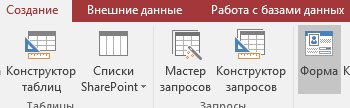 Создание Внешние данные Работа с базами данных
Конструктор таблиц
Списки SharePoint
Мастер запросов
Конструктор запросов
Форма
Таблицы
Запросы